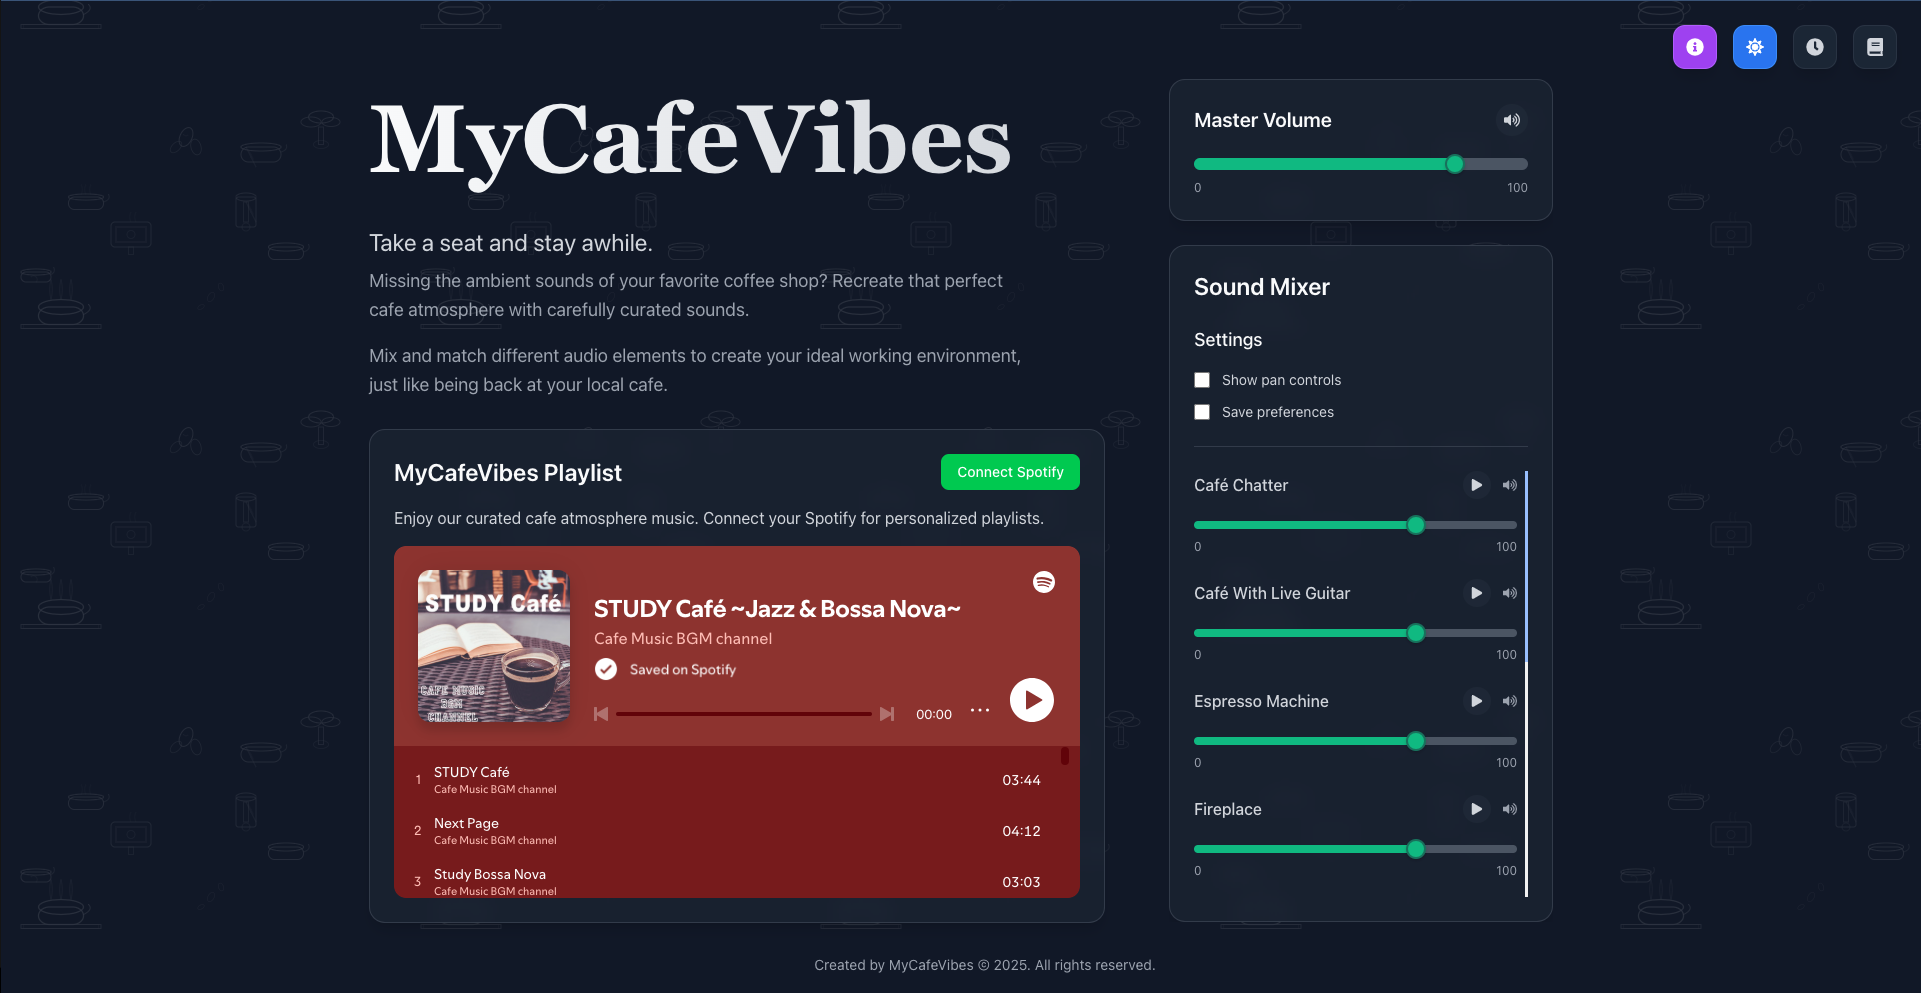 MyCafeVibes
Take a seat and stay awhile.
Missing the ambient sounds of your favorite coffee shop? Recreate that perfect
cafe atmosphere with carefully curated sounds.
Mix and match different audio elements to create your ideal working environment,
just like being back at your local cafe.
MyCafeVibes Playlist
Connect Spotify
Enjoy our curated cafe atmosphere music. Connect your Spotify for personalized playlists.
STUDY Café
CAFE MUSIC
BGM
CHANNEL
STUDY Café ~Jazz & Bossa Nova~
Cafe Music BGM channel
Saved on Spotify
00:00
1 STUDY Café 03:44
Cafe Music BGM channel
2 Next Page 04:12
Cafe Music BGM channel
3 Study Bossa Nova 03:03
Cafe Music BGM channel
Master Volume
0 100
Sound Mixer
Settings
Show pan controls
Save preferences
Café Chatter
0 100
Café With Live Guitar
0 100
Espresso Machine
0 100
Fireplace
0 100
Created by MyCafeVibes © 2025. All rights reserved.